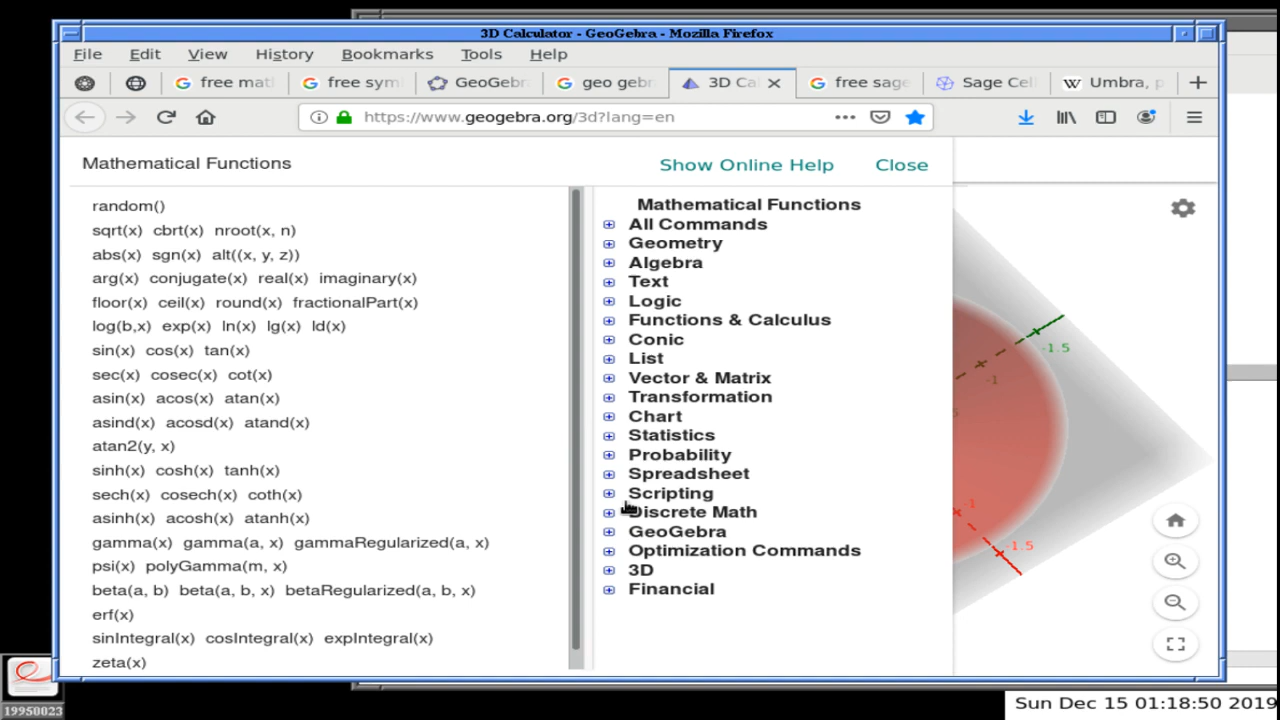 3D Calculator - GeoGebra - Mozilla Firefox
File Edit View History Bookmarks Tools Help
free mat free sym GeoGebr geo gebr 3D Cal free sage Sage Cell Umbra, p
https://www.geogebra.org/3d?lang=en
Mathematical Functions Show Online Help Close
random()
sqrt(x) cbrt(x) nroot(x, n)
abs(x) sgn(x) alt((x, y, z))
arg(x) conjugate(x) real(x) imaginary(x)
floor(x) ceil(x) round(x) fractionalPart(x)
log(b,x) exp(x) ln(x) lg(x) ld(x)
sin(x) cos(x) tan(x)
sec(x) cosec(x) cot(x)
asin(x) acos(x) atan(x)
asind(x) acosd(x) atand(x)
atan2(y, x)
sinh(x) cosh(x) tanh(x)
sech(x) cosech(x) coth(x)
asinh(x) acosh(x) atanh(x)
gamma(x) gamma(a, x) gammaRegularized(a, x)
psi(x) polyGamma(m, x)
beta(a, b) beta(a, b, x) betaRegularized(a, b, x)
erf(x)
sinIntegral(x) cosIntegral(x) expIntegral(x)
zeta(x)
Mathematical Functions
All Commands
Geometry
Algebra
Text
Logic
Functions & Calculus
Conic
List
Vector & Matrix
Transformation
Chart
Statistics
Probability
Spreadsheet
Scripting
Discrete Math
GeoGebra
Optimization Commands
3D
Financial
-1.5
-1
-1
-1.5
19950023
Sun Dec 15 01:18:50 2019